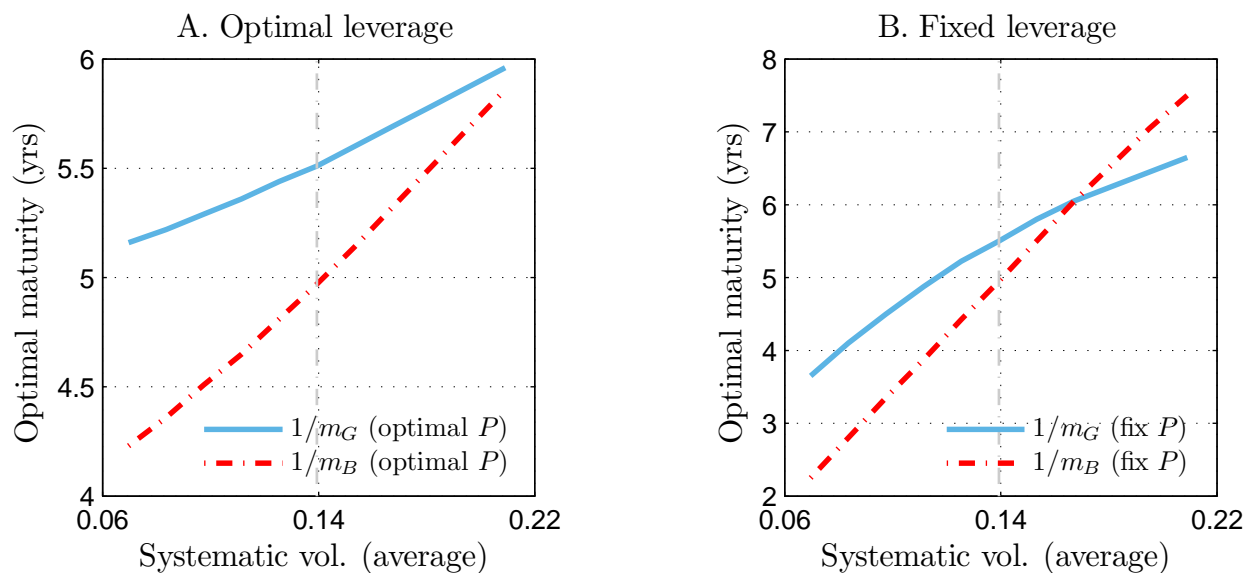 A. Optimal leverage
6
5.5
5
4.5
4
Optimal maturity (yrs)
1/m_G (optimal P)
1/m_B (optimal P)
0.06
0.14
0.22
Systematic vol. (average)
B. Fixed leverage
8
7
6
5
4
3
2
Optimal maturity (yrs)
1/m_G (fix P)
1/m_B (fix P)
0.06
0.14
0.22
Systematic vol. (average)